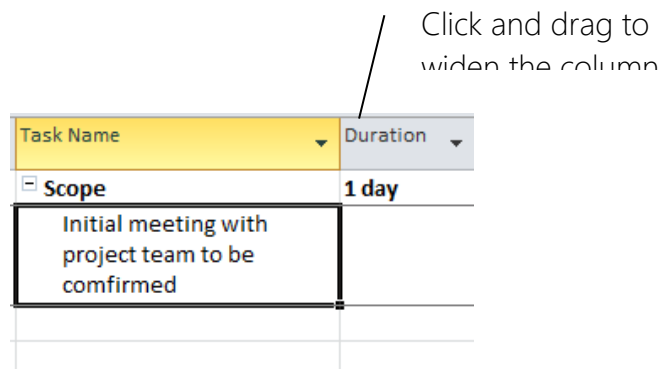 Click and drag to
widen the column
Task Name
Duration
Scope
1 day
Initial meeting with
project team to be
comfirmed